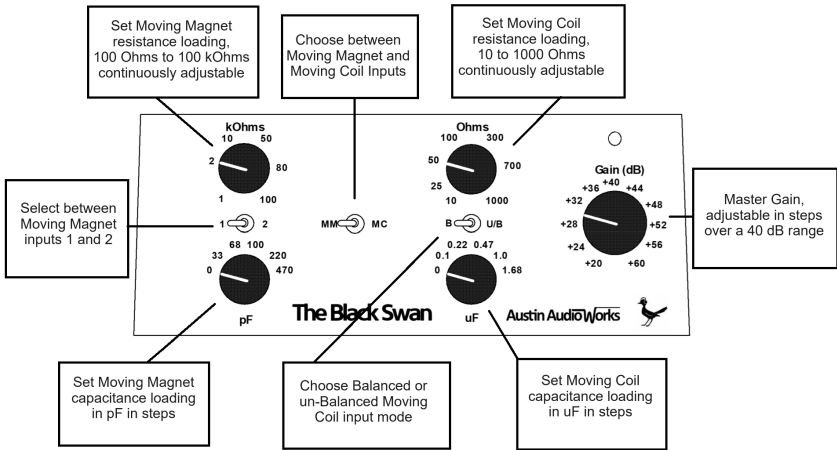 Set Moving Magnet
resistance loading,
100 Ohms to 100 kOhms
continuously adjustable
Choose between
Moving Magnet and
Moving Coil Inputs
Set Moving Coil
resistance loading,
10 to 1000 Ohms
continuously adjustable
kOhms
10 50
2 80
1 100
Ohms
100 300
50 700
25
10 1000
Gain (dB)
+40
+36 +44
+32 +48
+28 +52
+24 +56
+20 +60
Select between
Moving Magnet
inputs 1 and 2
1 2
MM MC
B U/B
Master Gain,
adjustable in steps
over a 40 dB range
68 100
33 220
0 470
pF
0.22 0.47
0.1 1.0
0 1.68
uF
The Black Swan
Austin AudioWorks
Set Moving Magnet
capacitance loading
in pF in steps
Choose Balanced or
un-Balanced Moving
Coil input mode
Set Moving Coil
capacitance loading
in uF in steps